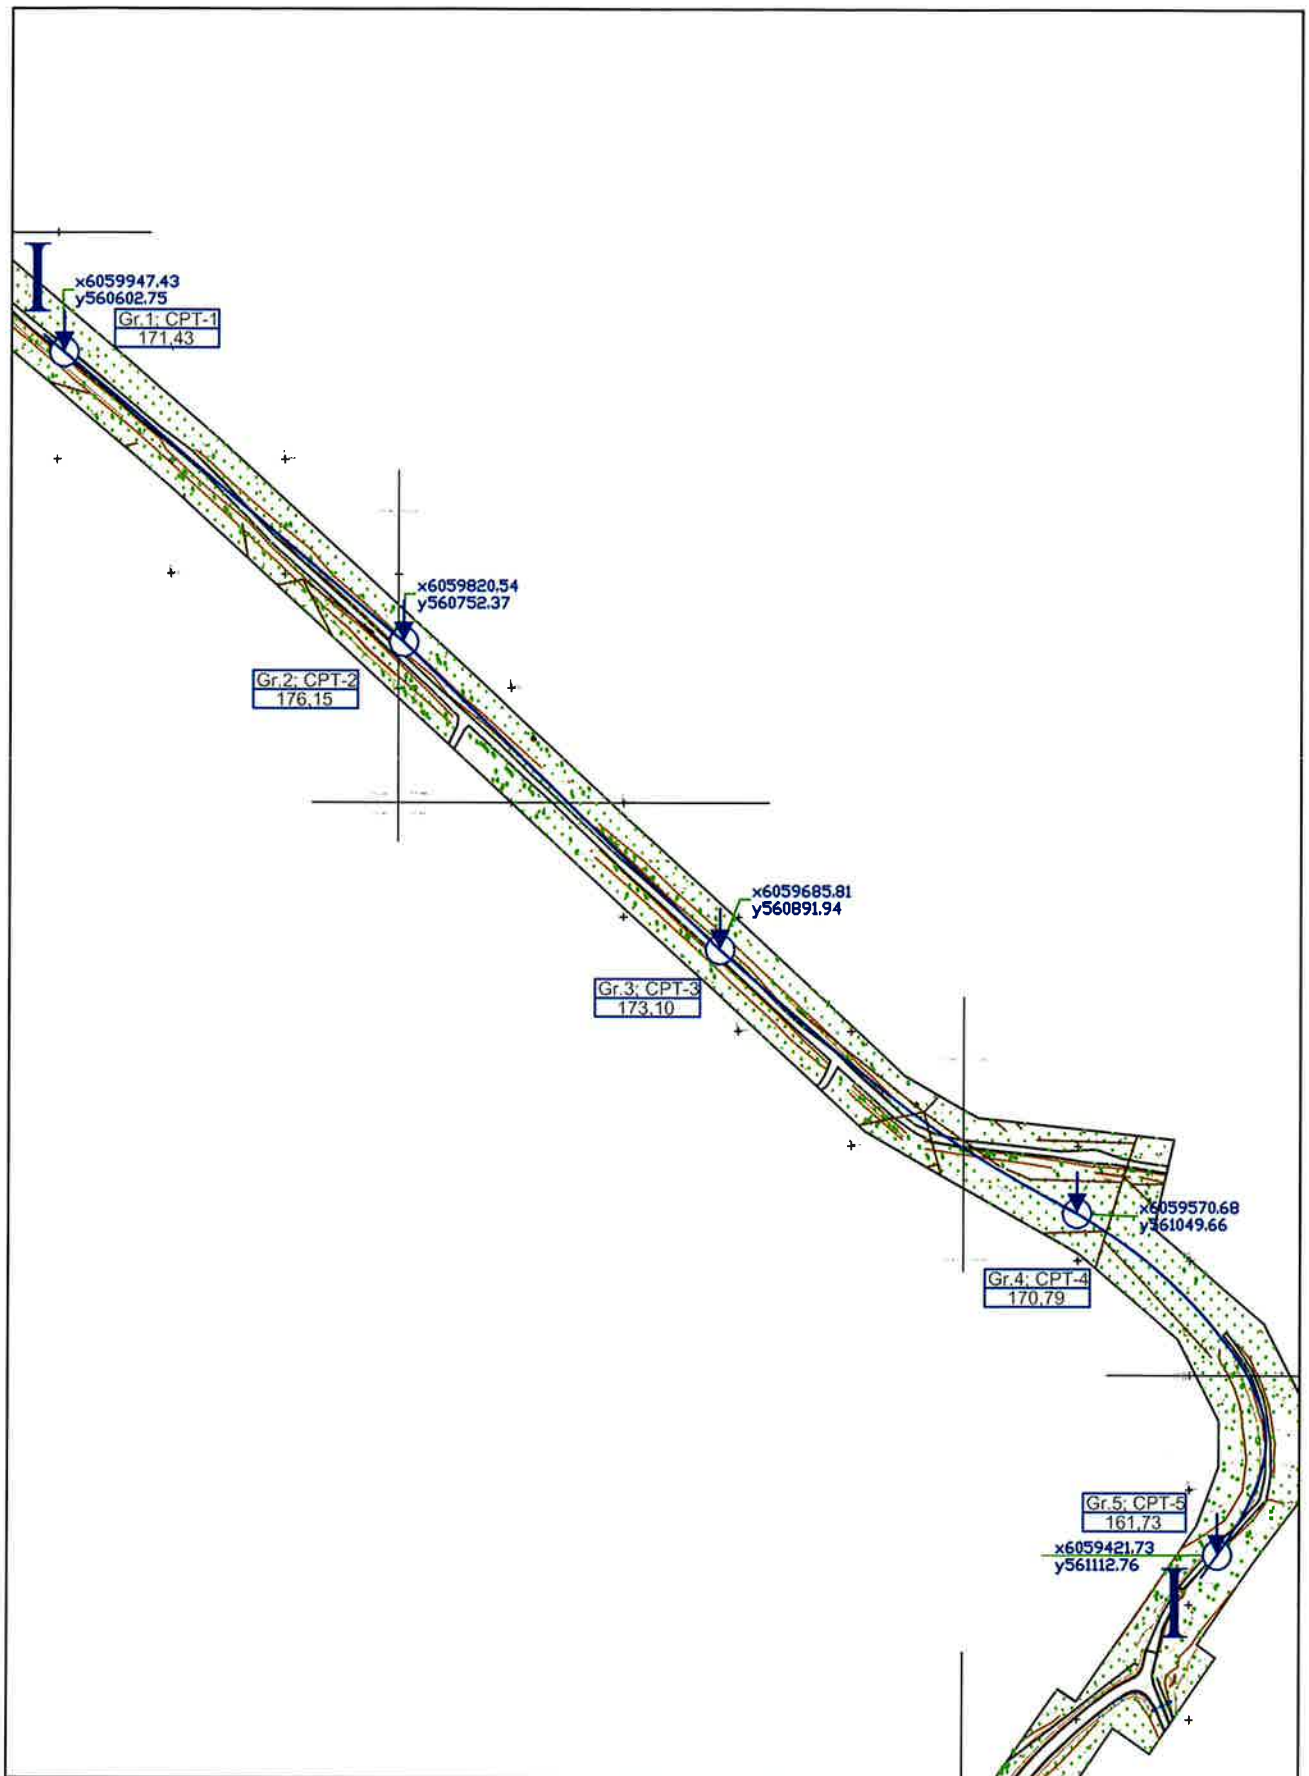 I
x6059947.43
y560602.75
Gr.1; CPT-1
171,43
x6059820.54
y560752.37
Gr.2; CPT-2
176,15
x6059685.81
y560891.94
Gr.3; CPT-3
173,10
x6059570.68
y561049.66
Gr.4; CPT-4
170,79
Gr.5; CPT-5
161,73
x6059421.73
y561112.76
I